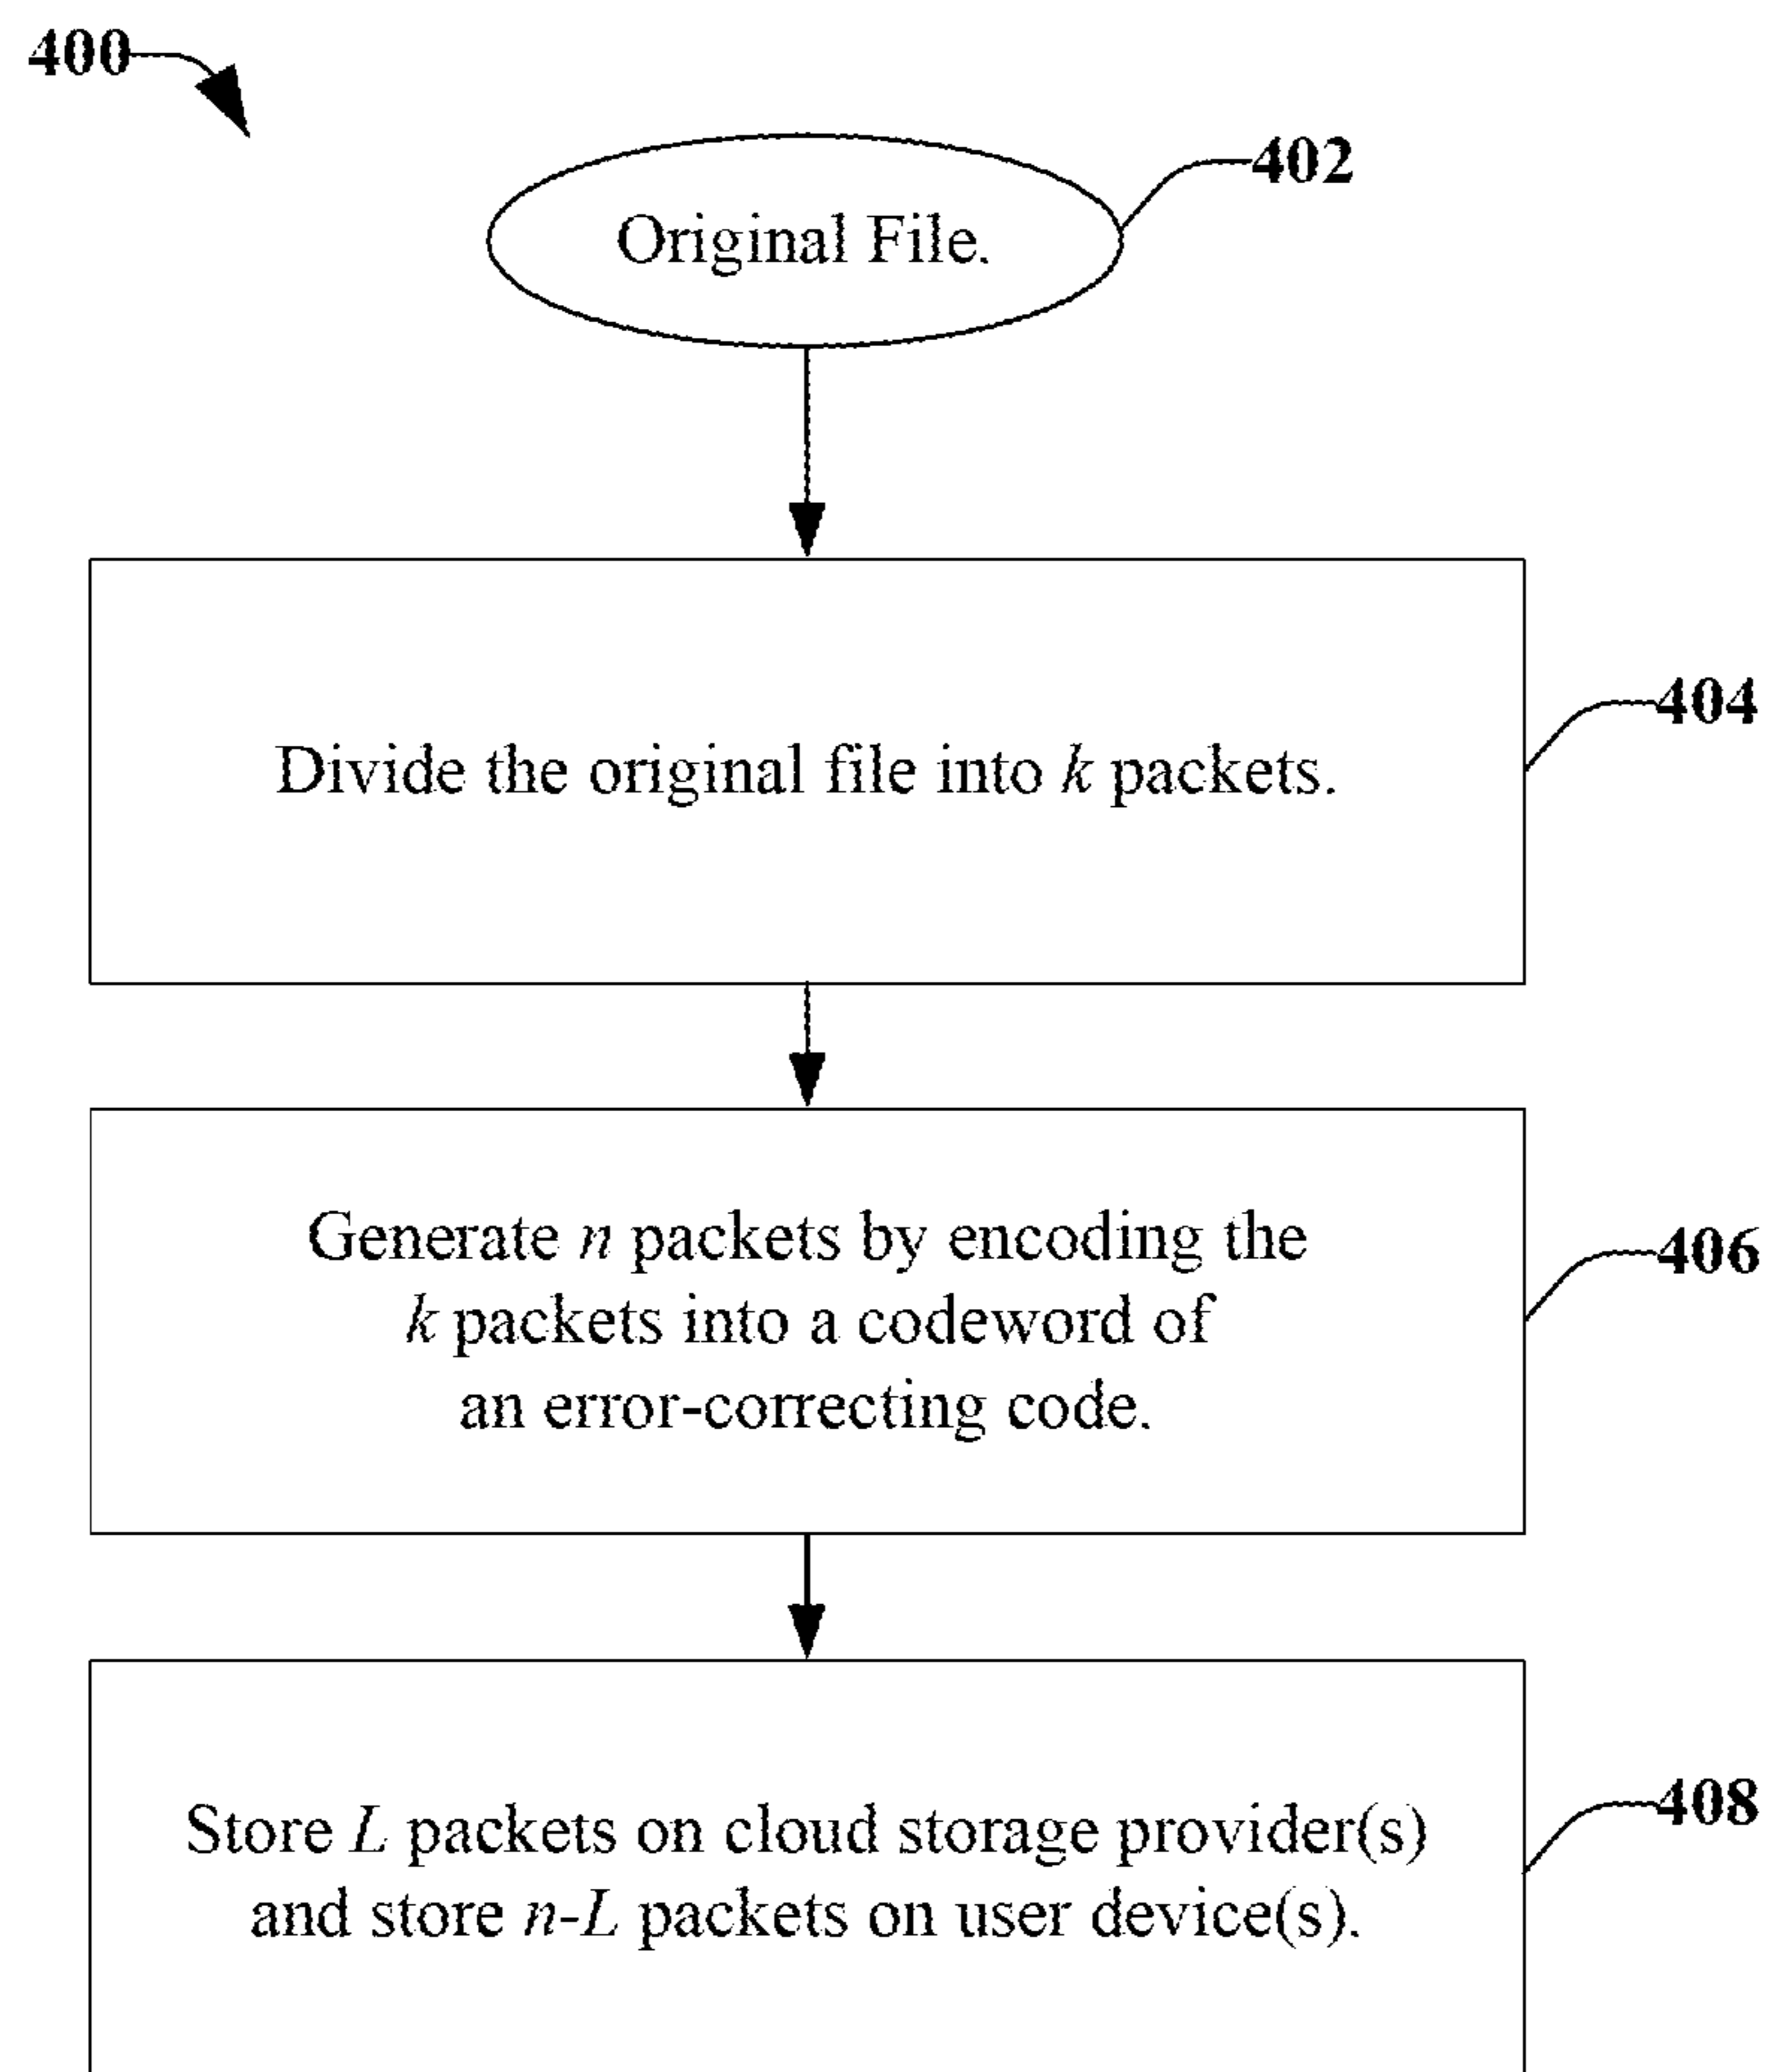 400
402
Original File.
404
Divide the original file into k packets.
406
Generate n packets by encoding the
k packets into a codeword of
an error-correcting code.
408
Store L packets on cloud storage provider(s)
and store n-L packets on user device(s).